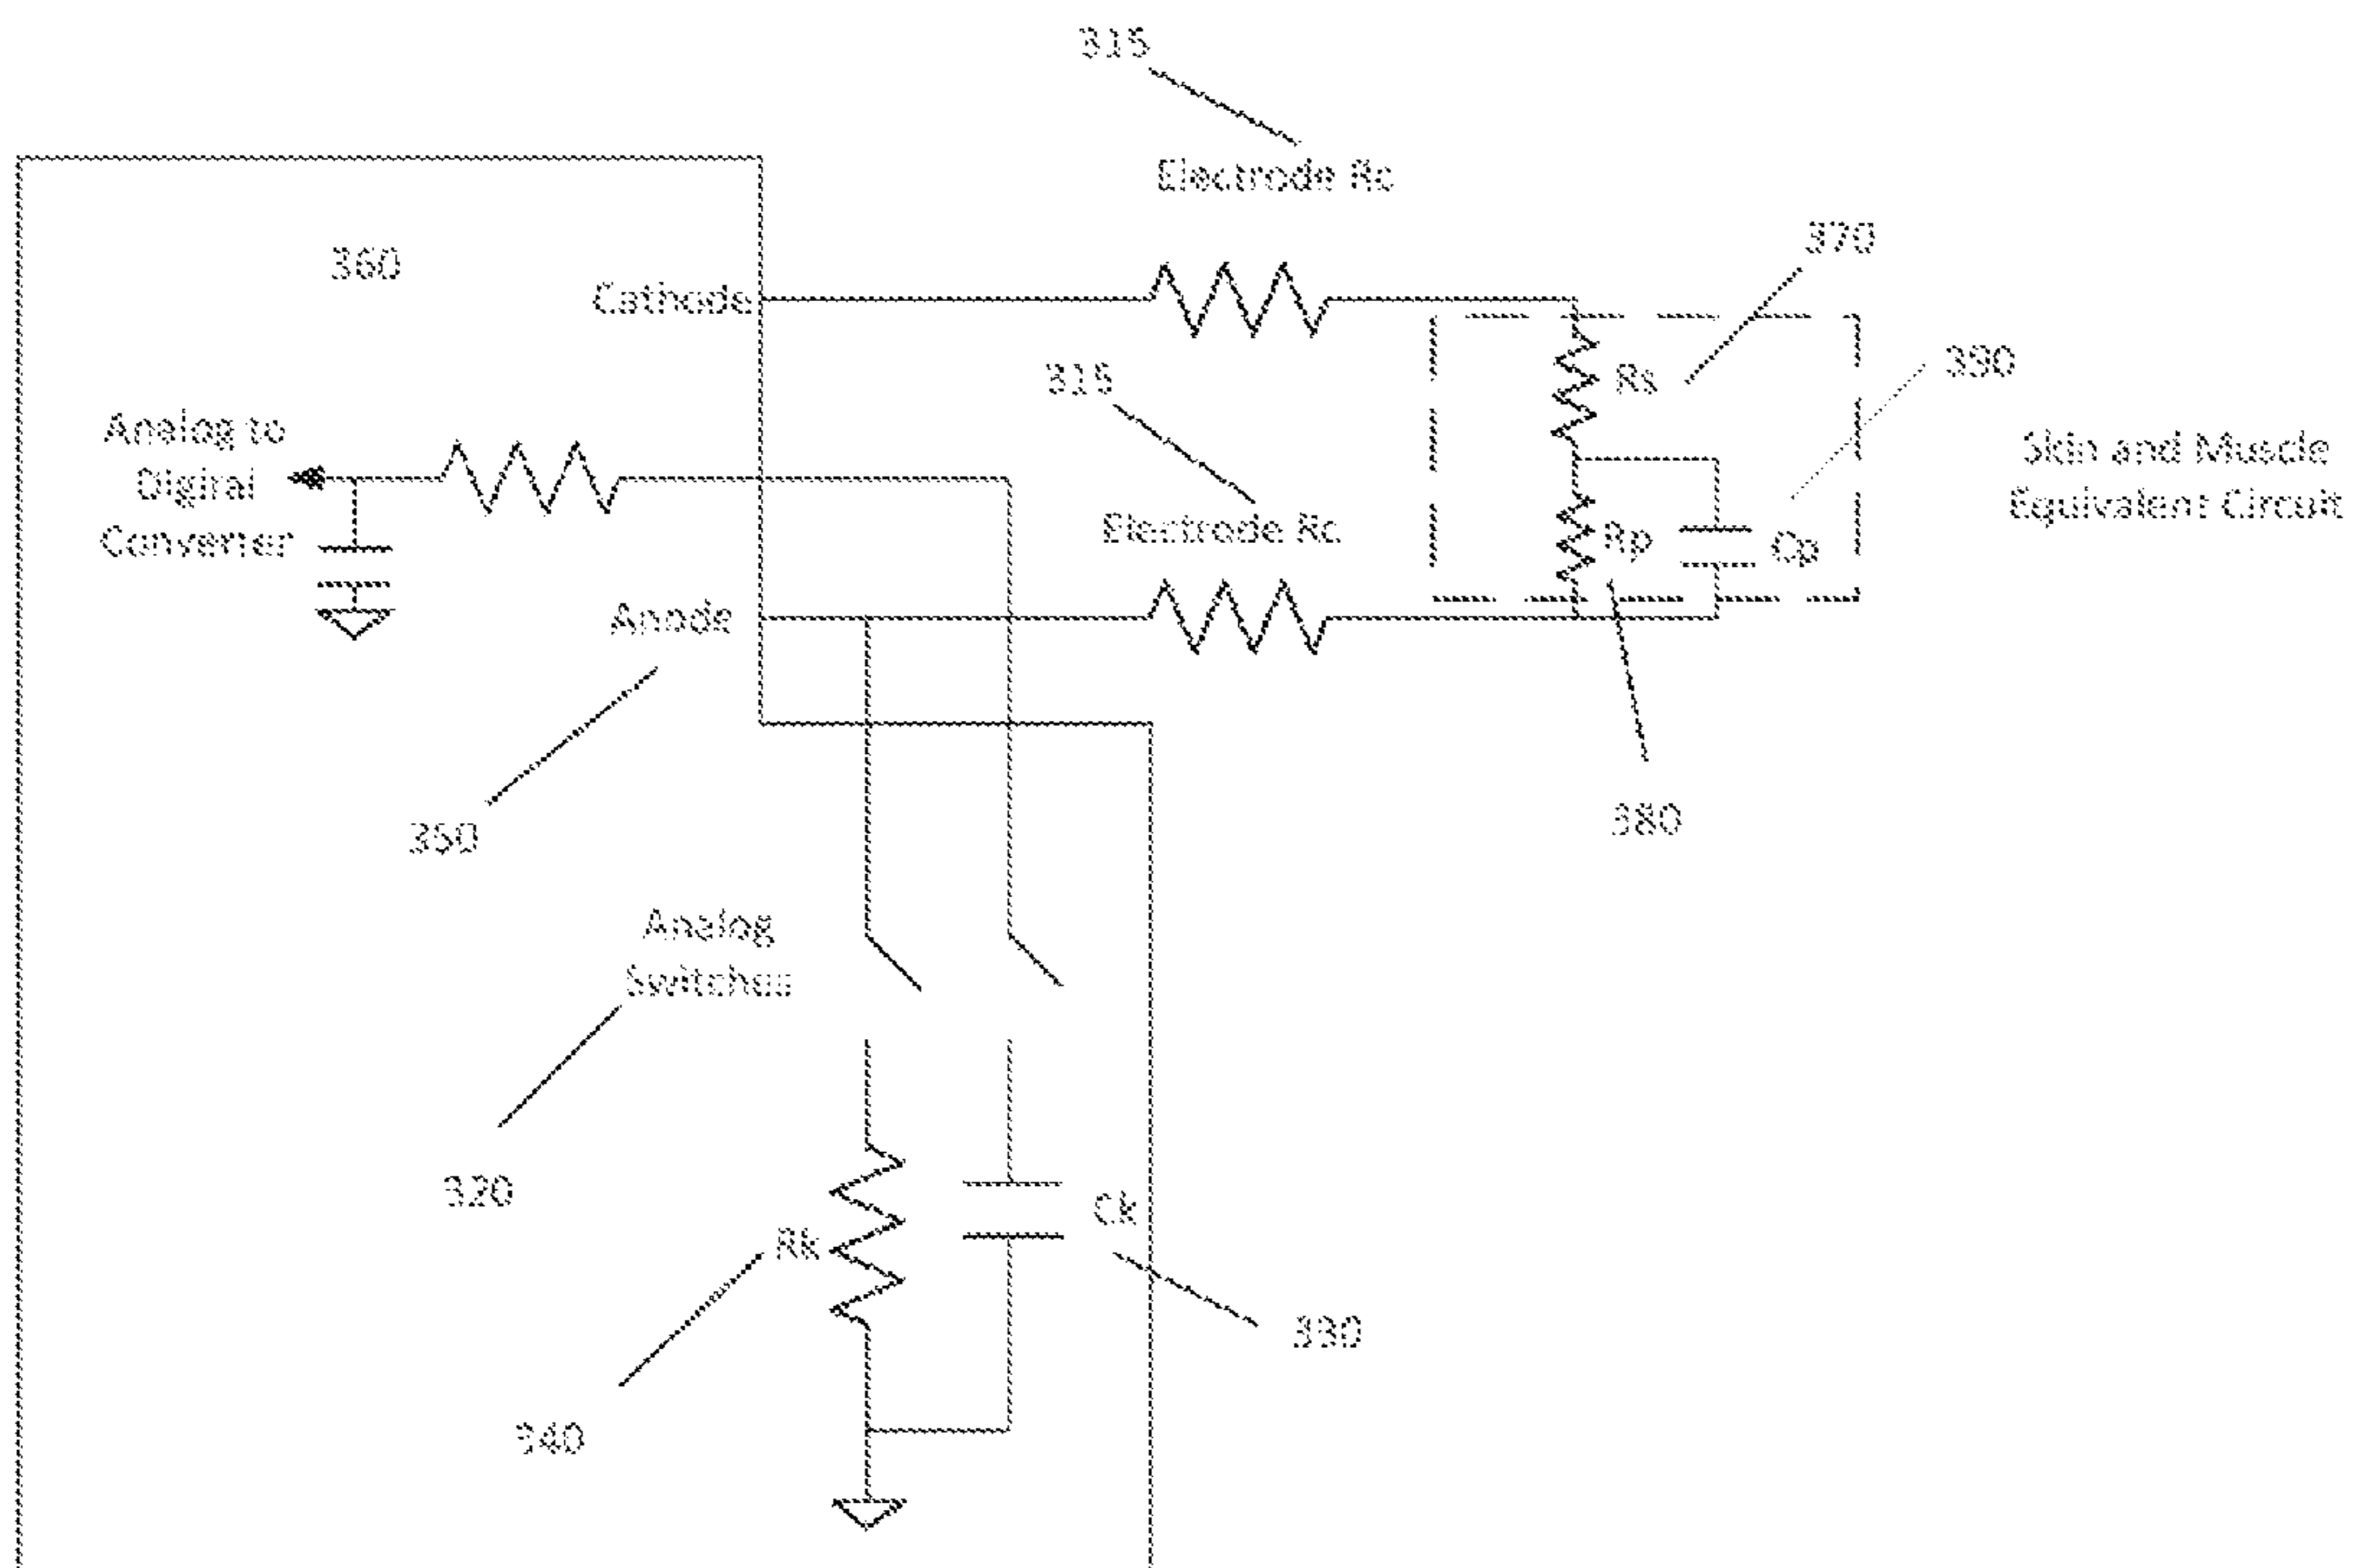 315
Electrode Rc
360
Cathode
370
315
Rs
390
Analog to
Digiral
Converter
Skin and Muscle
Equivalent Circuit
Electrode Rc
Rp
Cp
Anode
350
380
Analog
Switches
320
Ck
Rk
330
340